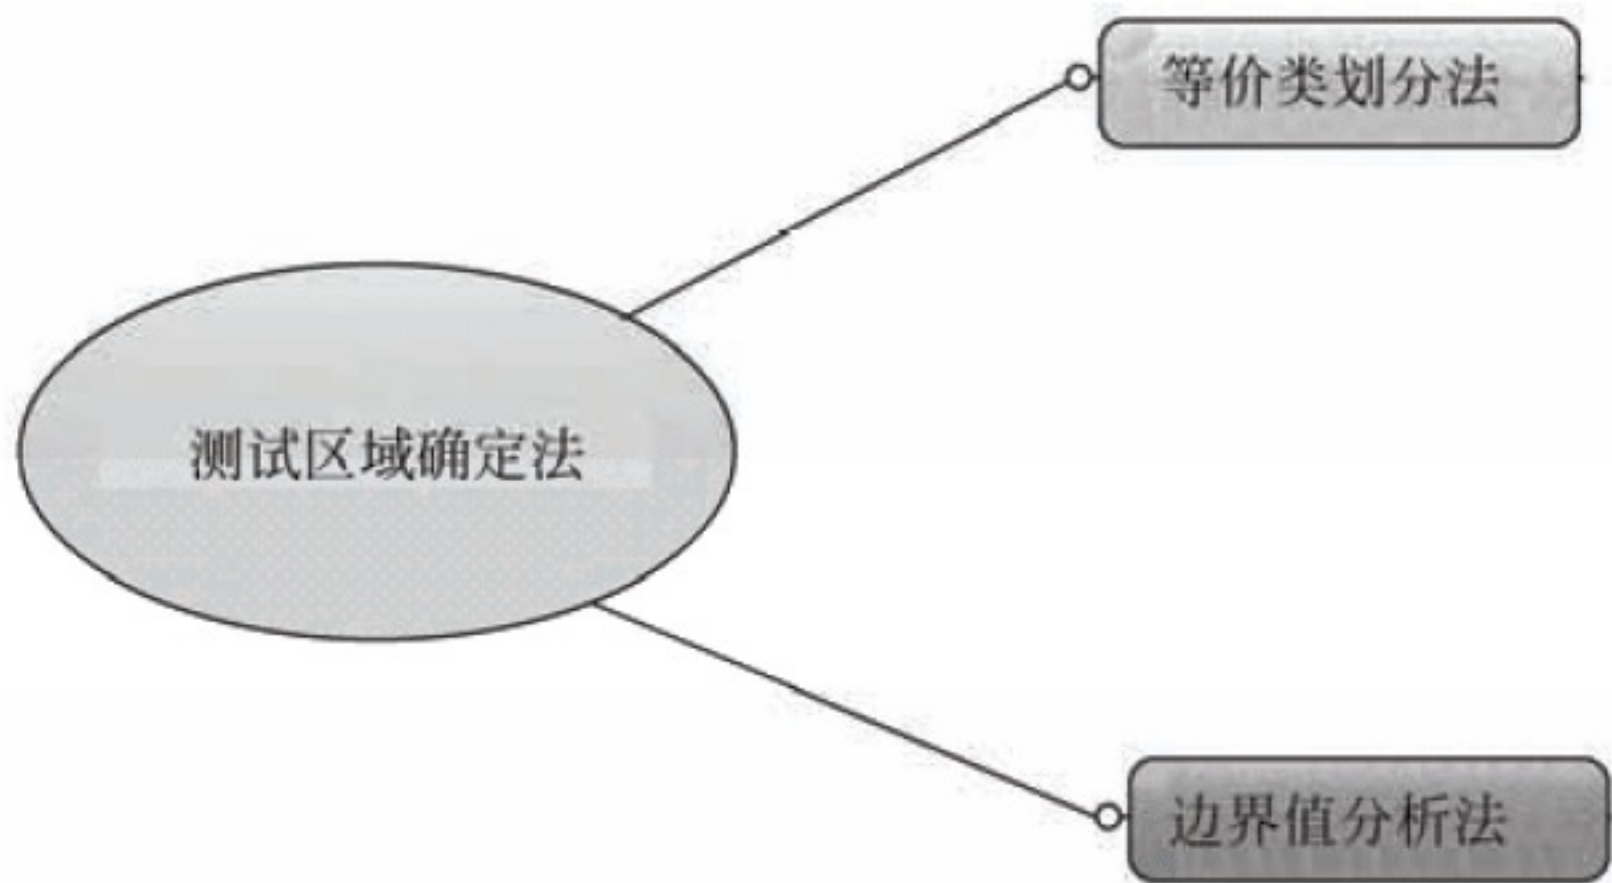 等价类划分法
测试区域确定法
边界值分析法